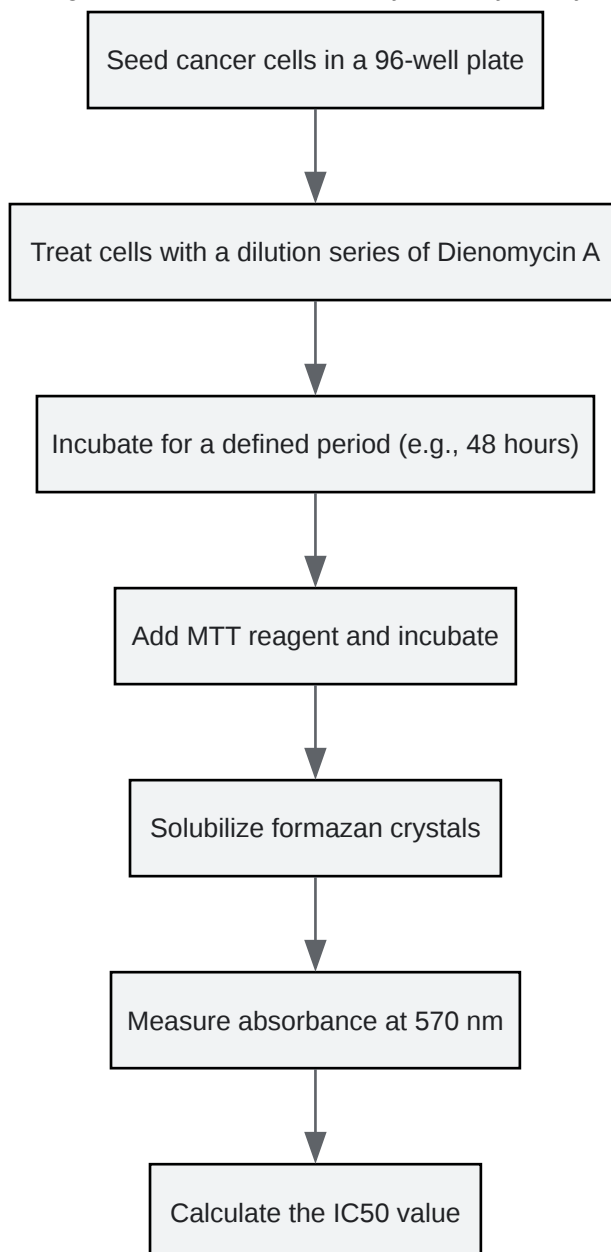 Seed cancer cells in a 96-well plate
Treat cells with a dilution series of Dienomycin A
Incubate for a defined period (e.g., 48 hours)
Add MTT reagent and incubate
Solubilize formazan crystals
Measure absorbance at 570 nm
Calculate the IC50 value